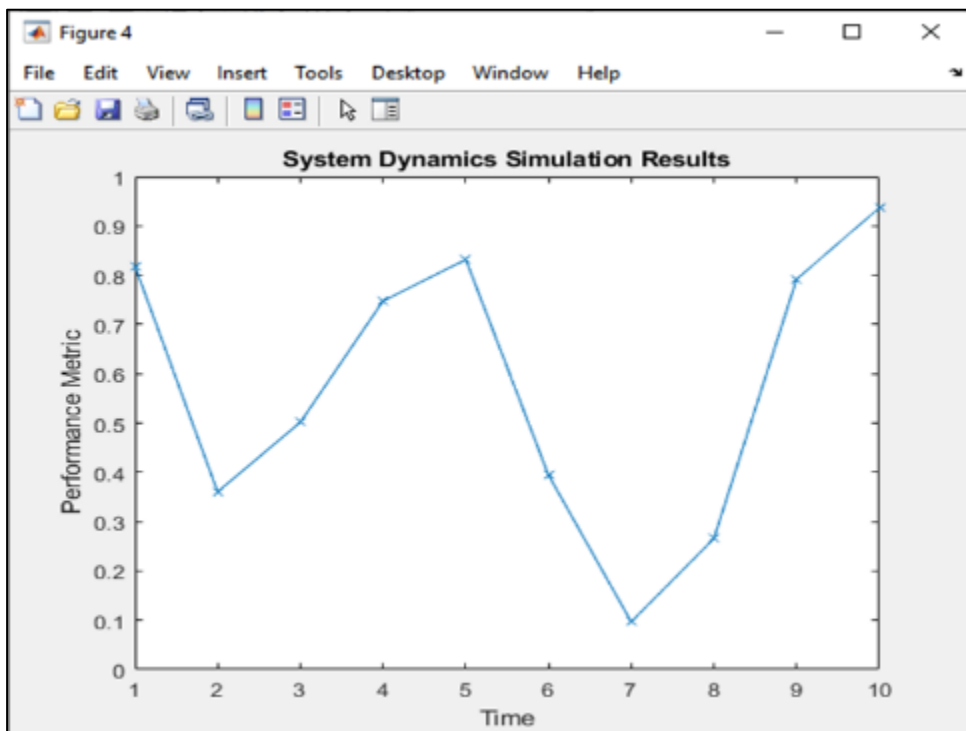 Figure 4
File Edit View Insert Tools Desktop Window Help
System Dynamics Simulation Results
1
0.9
0.8
0.7
0.6
0.5
0.4
0.3
0.2
0.1
0
Performance Metric
1 2 3 4 5 6 7 8 9 10
Time